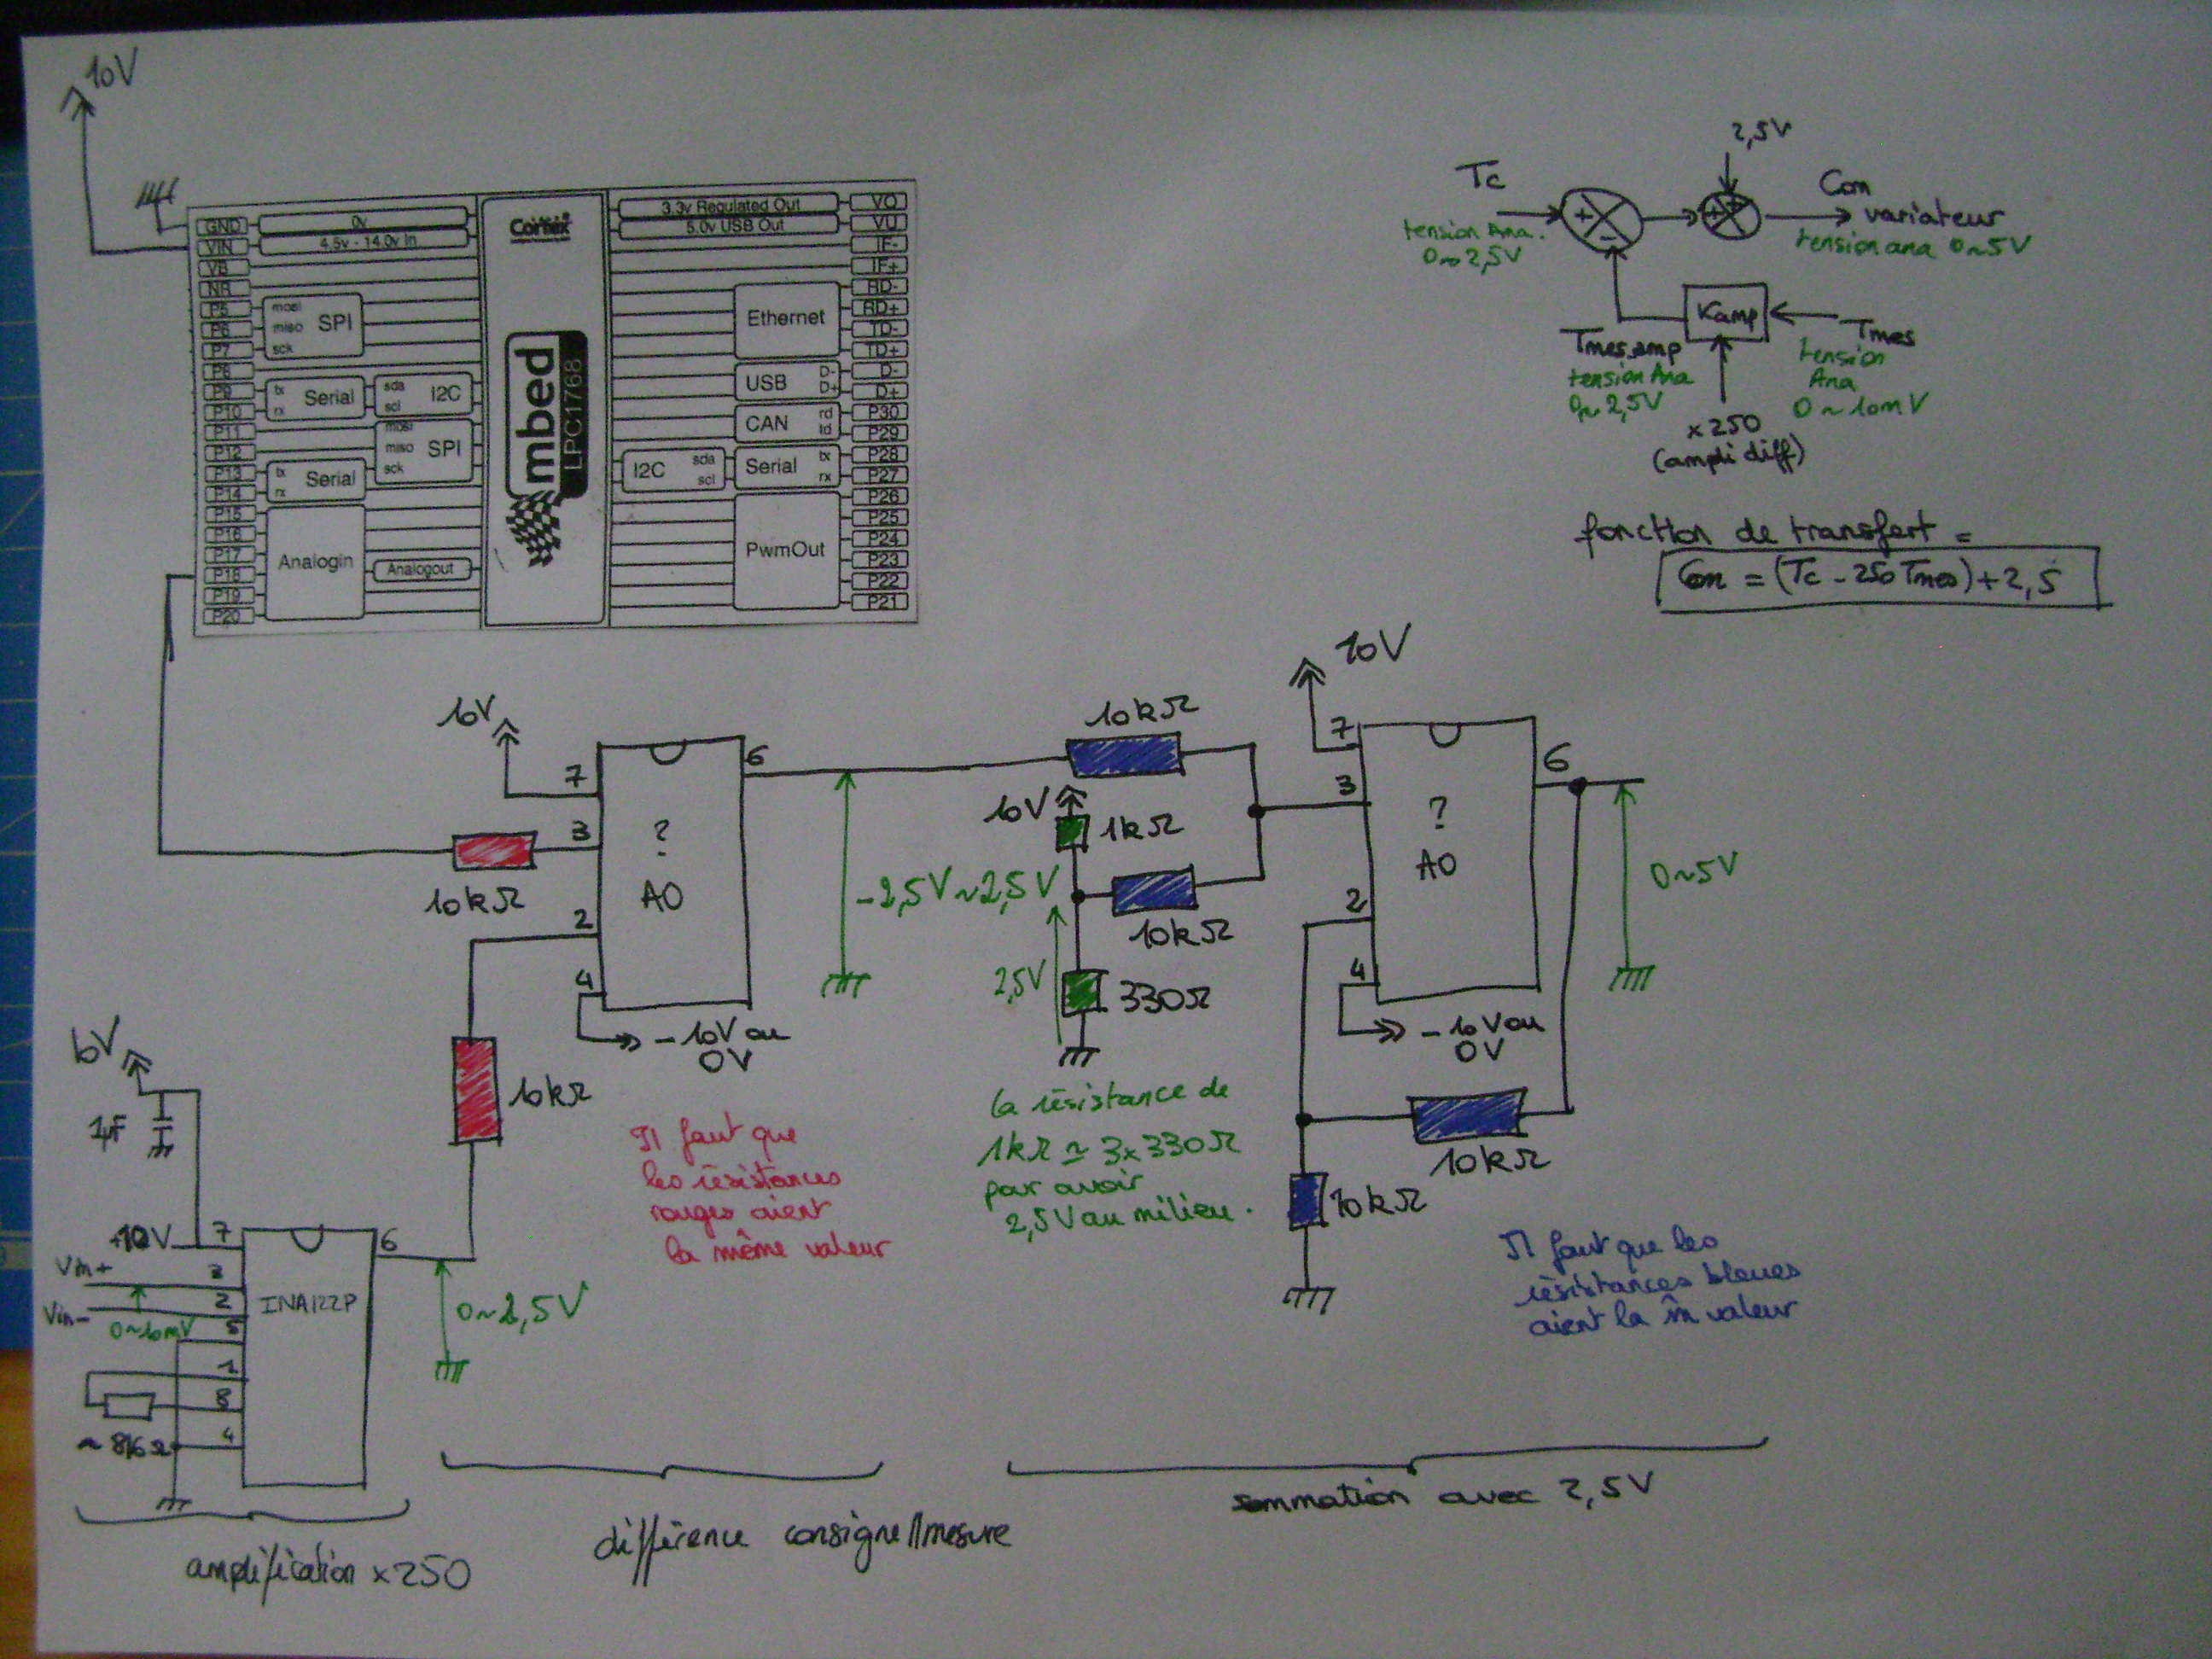 10V
GND
0v
VIN
4.5v - 14.0v In
VB
NR
P5
P6
P7
mosi
miso
sck
SPI
P8
P9
P10
tx
rx
Serial
sda
scl
I2C
P11
P12
P13
P14
mosi
miso
sck
SPI
tx
rx
Serial
P15
P16
P17
P18
P19
P20
Analogin
Analogout
Cortex
mbed
LPC1768
3.3v Regulated Out
VO
5.0v USB Out
VU
IF-
IF+
RD-
RD+
TD-
TD+
Ethernet
USB
D-
D+
D-
D+
CAN
rd
td
P30
P29
I2C
sda
scl
Serial
tx
rx
P28
P27
P26
P25
P24
P23
P22
P21
PwmOut
2,5V
Tc
tension Ana.
0~2,5V
+
-
+
+
Con
variateur
tension ana 0~5V
Kamp
Tmes
tension
Ana
0~10mV
Tmes_amp
tension Ana
0~2,5V
x250
(ampli diff)
fonction de transfert =
Con = (Tc - 250 Tmes) + 2,5
10V
7
3
2
4
6
?
AO
10kΩ
-10V ou
0V
10kΩ
-2,5V~2,5V
10kΩ
10V
1kΩ
10kΩ
2,5V
330Ω
10V
7
3
2
4
6
?
AO
-10V ou
0V
0~5V
10kΩ
10kΩ
Il faut que
les résistances
rouges aient
la même valeur
la résistance de
1kΩ ≃ 3x330Ω
pour avoir
2,5V au milieu.
Il faut que les
résistances bleues
aient la m̂ valeur
10V
1µF
+10V
7
Vin+
3
Vin-
2
0~10mV
5
1
8
4
6
INA122P
~816Ω
0~2,5V
amplification x250
différence consigne//mesure
sommation avec 2,5V